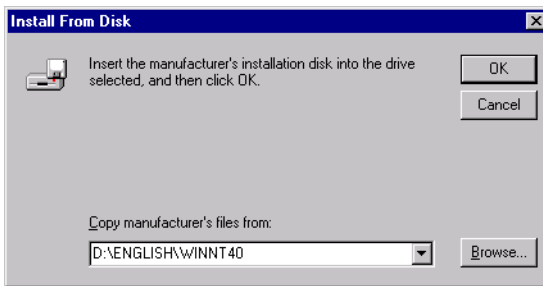 Install From Disk
Insert the manufacturer's installation disk into the drive
selected, and then click OK.
OK
Cancel
Copy manufacturer's files from:
D:\ENGLISH\WINNT40
Browse...